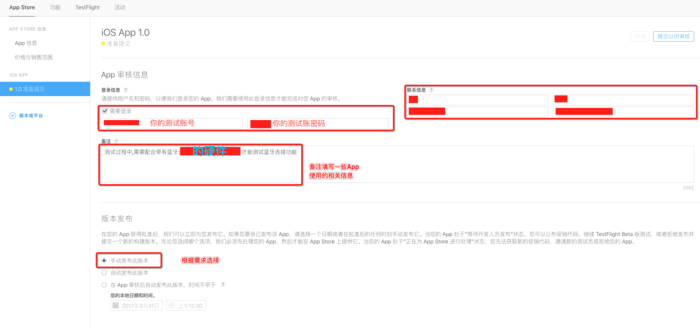 App Store 功能 TestFlight 活动
APP STORE 信息
App 信息
价格与销售范围
IOS APP
1.0 准备提交
版本或平台
iOS App 1.0
准备提交
提交以供审核
App 审核信息
登录信息 ?
请提供用户名和密码，以便我们登录您的 App。我们需要使用此登录信息才能完成对您 App 的审核。
需要登录
你的测试账号
你的测试账密码
联系信息 ?
备注 ?
测试过程中,需要配合带有蓝牙 的硬件 才能测试蓝牙连接功能
备注填写一些App
使用的相关信息
版本发布
在您的 App 获得批准后，我们可以立即为您发布它。如果您要自己发布该 App，请选择一个日期或者在批准后的任何时刻手动发布它。当您的 App 处于“等待开发人员发布”状态，您可以公布促销代码、继续 TestFlight Beta 版测试，或者拒绝发布并
提交一个新的构建版本。无论您选择哪个选项，我们必须先处理您的 App，然后才能在 App Store 上提供它。当您的 App 处于“正在为 App Store 进行处理”状态，您无法获取新的促销代码、邀请新的测试员或拒绝您的 App。
手动发布此版本
根据需求选择
自动发布此版本
在 App 审核后自动发布此版本，时间不早于 ?
您的本地日期和时间。
上午12:00